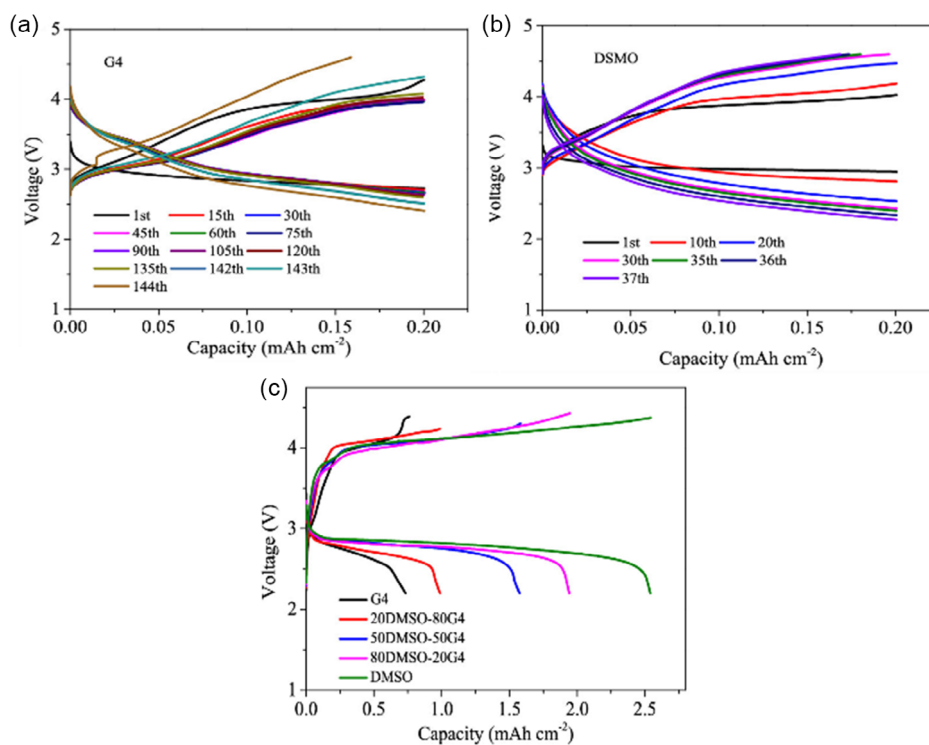 (a)
G4
5
4
3
2
1
Voltage (V)
1st 15th 30th
45th 60th 75th
90th 105th 120th
135th 142th 143th
144th
0.00 0.05 0.10 0.15 0.20
Capacity (mAh cm-2)
(b)
DSMO
5
4
3
2
1
Voltage (V)
1st 10th 20th
30th 35th 36th
37th
0.00 0.05 0.10 0.15 0.20
Capacity (mAh cm-2)
(c)
4
3
2
1
Voltage (V)
G4
20DMSO-80G4
50DMSO-50G4
80DMSO-20G4
DMSO
0.0 0.5 1.0 1.5 2.0 2.5
Capacity (mAh cm-2)